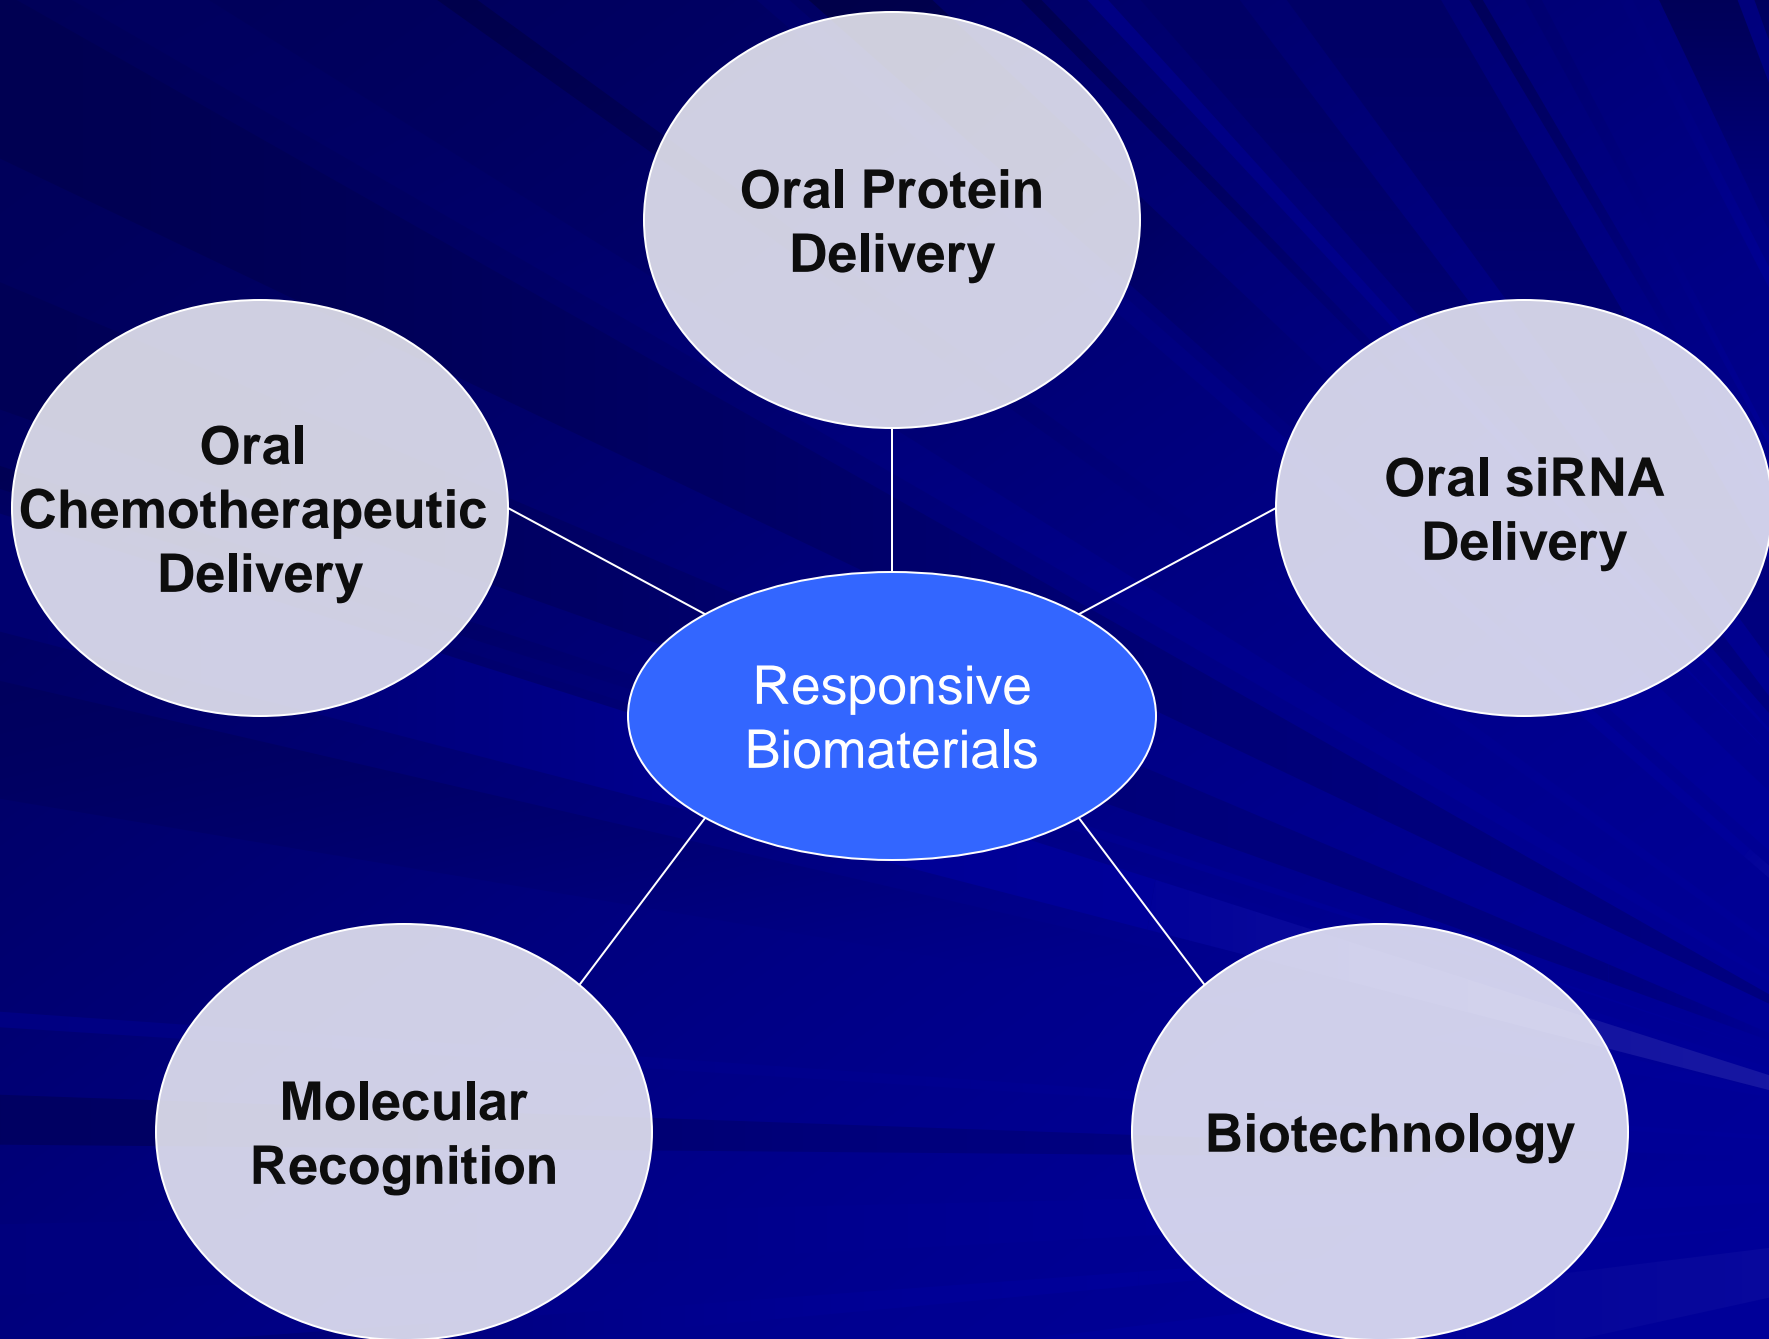 Oral Protein
Delivery
Oral
Chemotherapeutic
Delivery
Oral siRNA
Delivery
Responsive
Biomaterials
Molecular
Recognition
Biotechnology